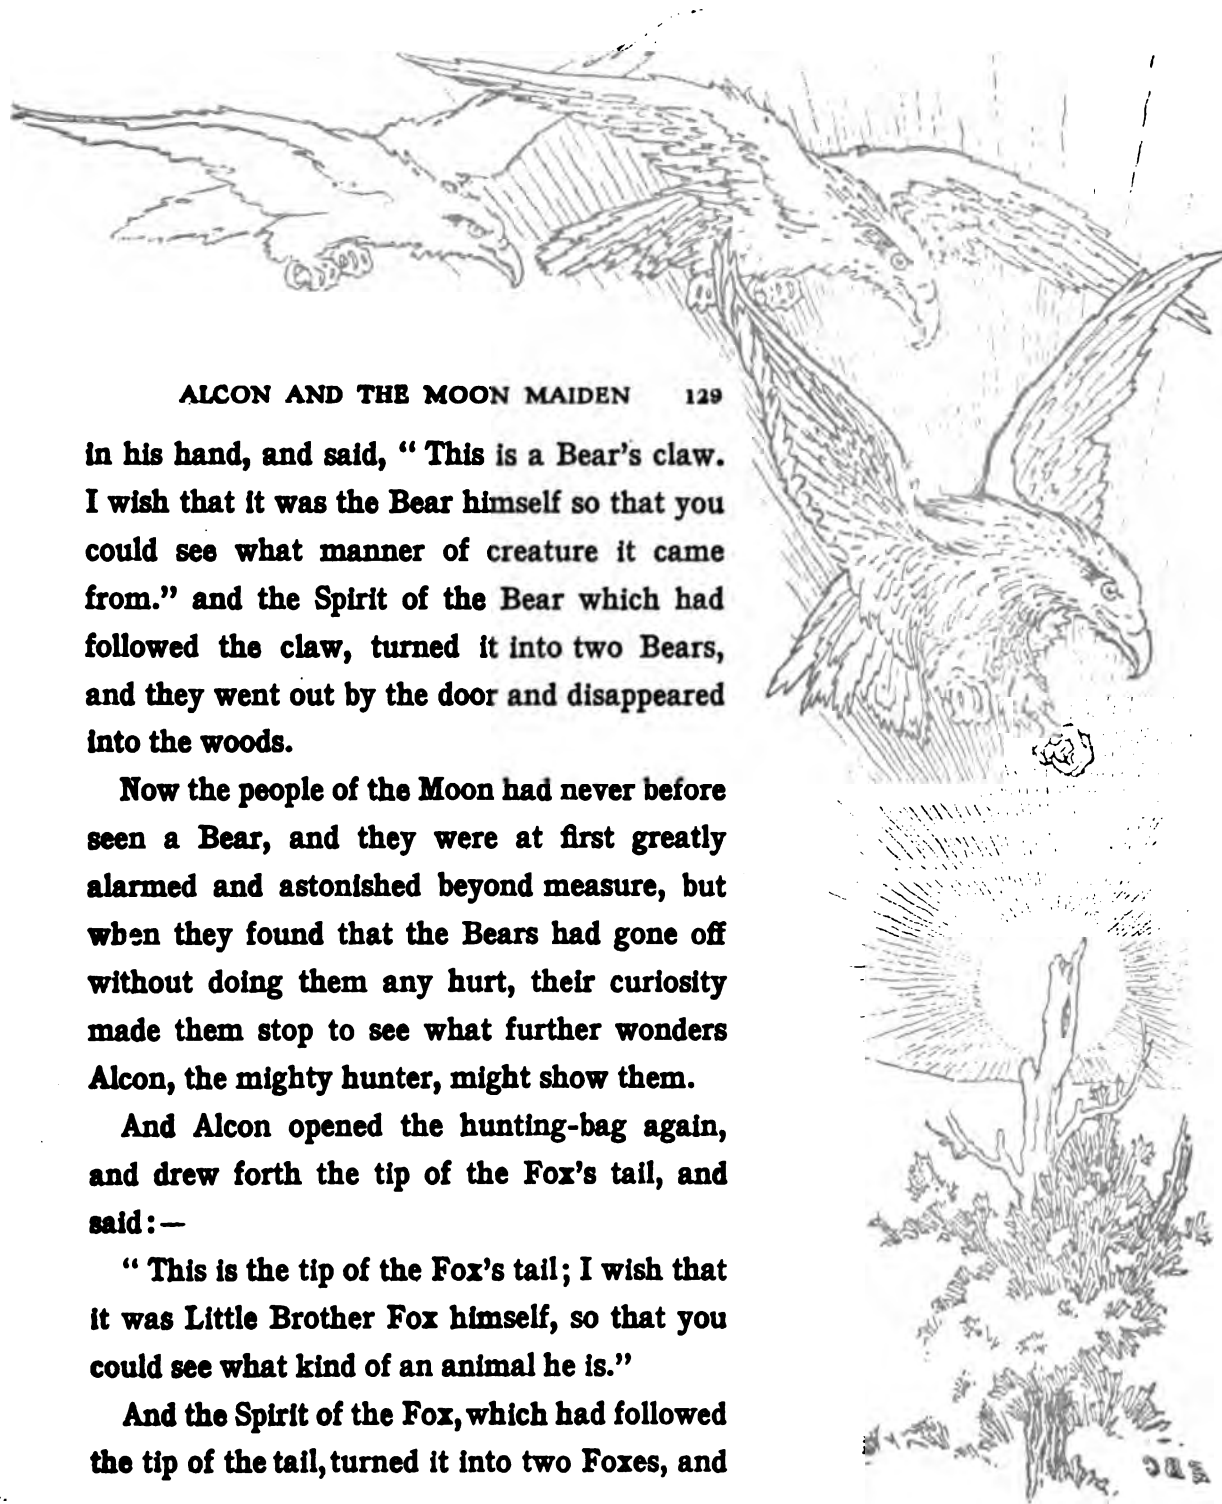 ALCON AND THE MOON MAIDEN 129
in his hand, and said, “ This is a Bear’s claw.
I wish that it was the Bear himself so that you
could see what manner of creature it came
from.” and the Spirit of the Bear which had
followed the claw, turned it into two Bears,
and they went out by the door and disappeared
into the woods.
Now the people of the Moon had never before
seen a Bear, and they were at first greatly
alarmed and astonished beyond measure, but
when they found that the Bears had gone off
without doing them any hurt, their curiosity
made them stop to see what further wonders
Alcon, the mighty hunter, might show them.
And Alcon opened the hunting-bag again,
and drew forth the tip of the Fox’s tail, and
said:—
“ This is the tip of the Fox’s tail; I wish that
it was Little Brother Fox himself, so that you
could see what kind of an animal he is.”
And the Spirit of the Fox, which had followed
the tip of the tail, turned it into two Foxes, and